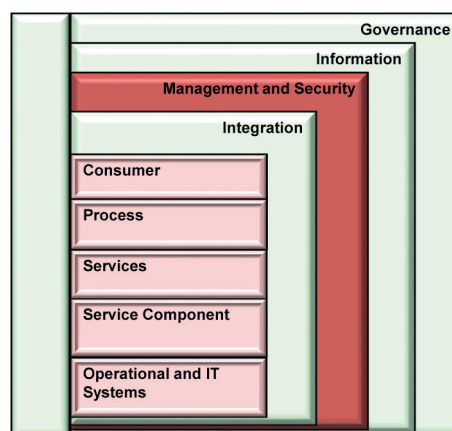 Governance
Information
Management and Security
Integration
Consumer
Process
Services
Service Component
Operational and IT
Systems